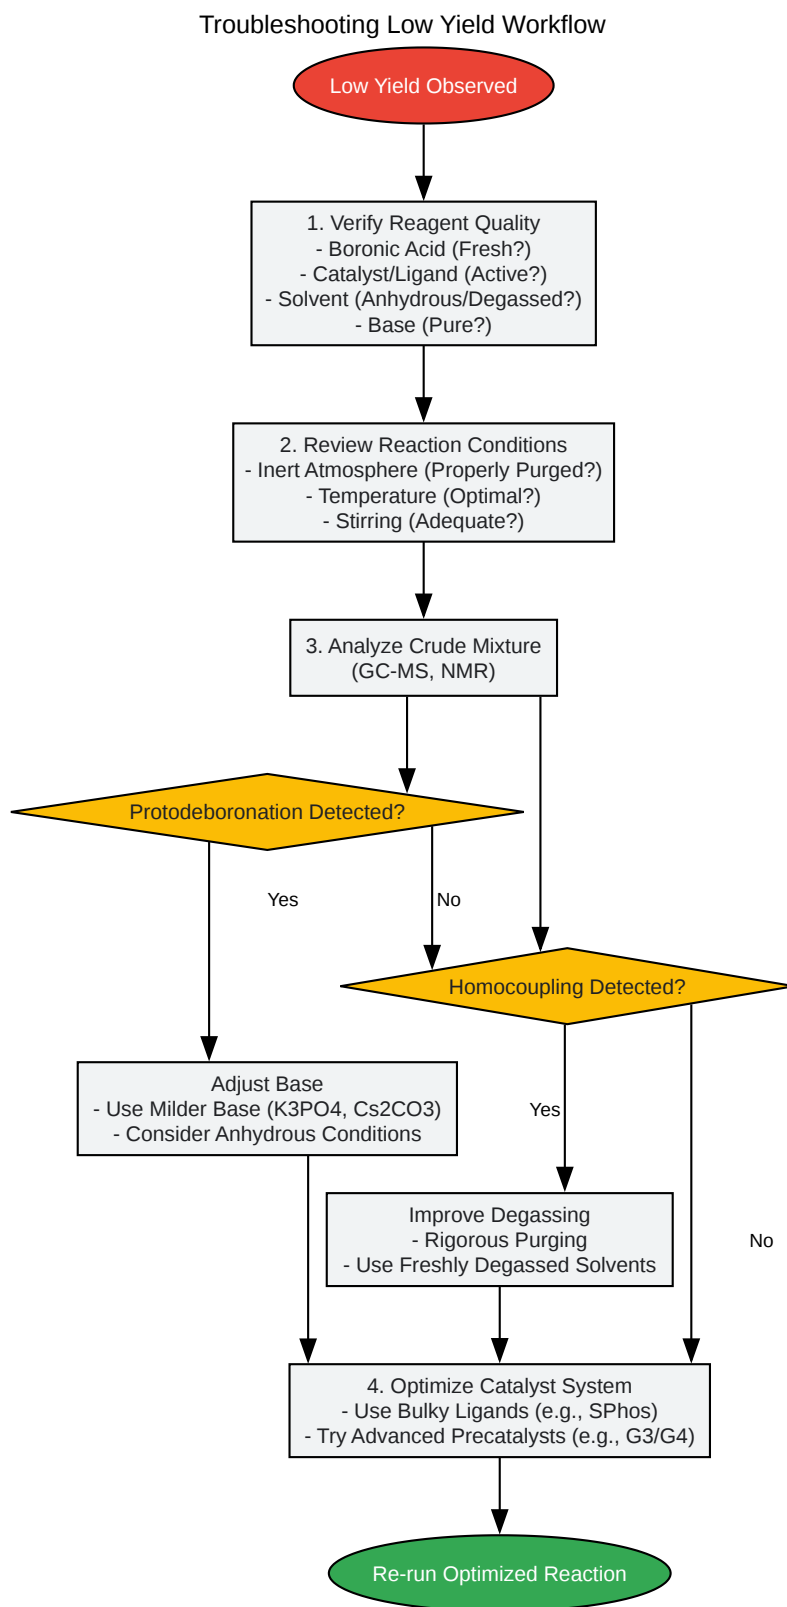 Troubleshooting Low Yield Workflow
Low Yield Observed
1. Verify Reagent Quality
- Boronic Acid (Fresh?)
- Catalyst/Ligand (Active?)
- Solvent (Anhydrous/Degassed?)
- Base (Pure?)
2. Review Reaction Conditions
- Inert Atmosphere (Properly Purged?)
- Temperature (Optimal?)
- Stirring (Adequate?)
3. Analyze Crude Mixture
(GC-MS, NMR)
Protodeboronation Detected?
Yes
No
Homocoupling Detected?
Adjust Base
- Use Milder Base (K3PO4, Cs2CO3)
- Consider Anhydrous Conditions
Yes
Improve Degassing
- Rigorous Purging
- Use Freshly Degassed Solvents
No
4. Optimize Catalyst System
- Use Bulky Ligands (e.g., SPhos)
- Try Advanced Precatalysts (e.g., G3/G4)
Re-run Optimized Reaction